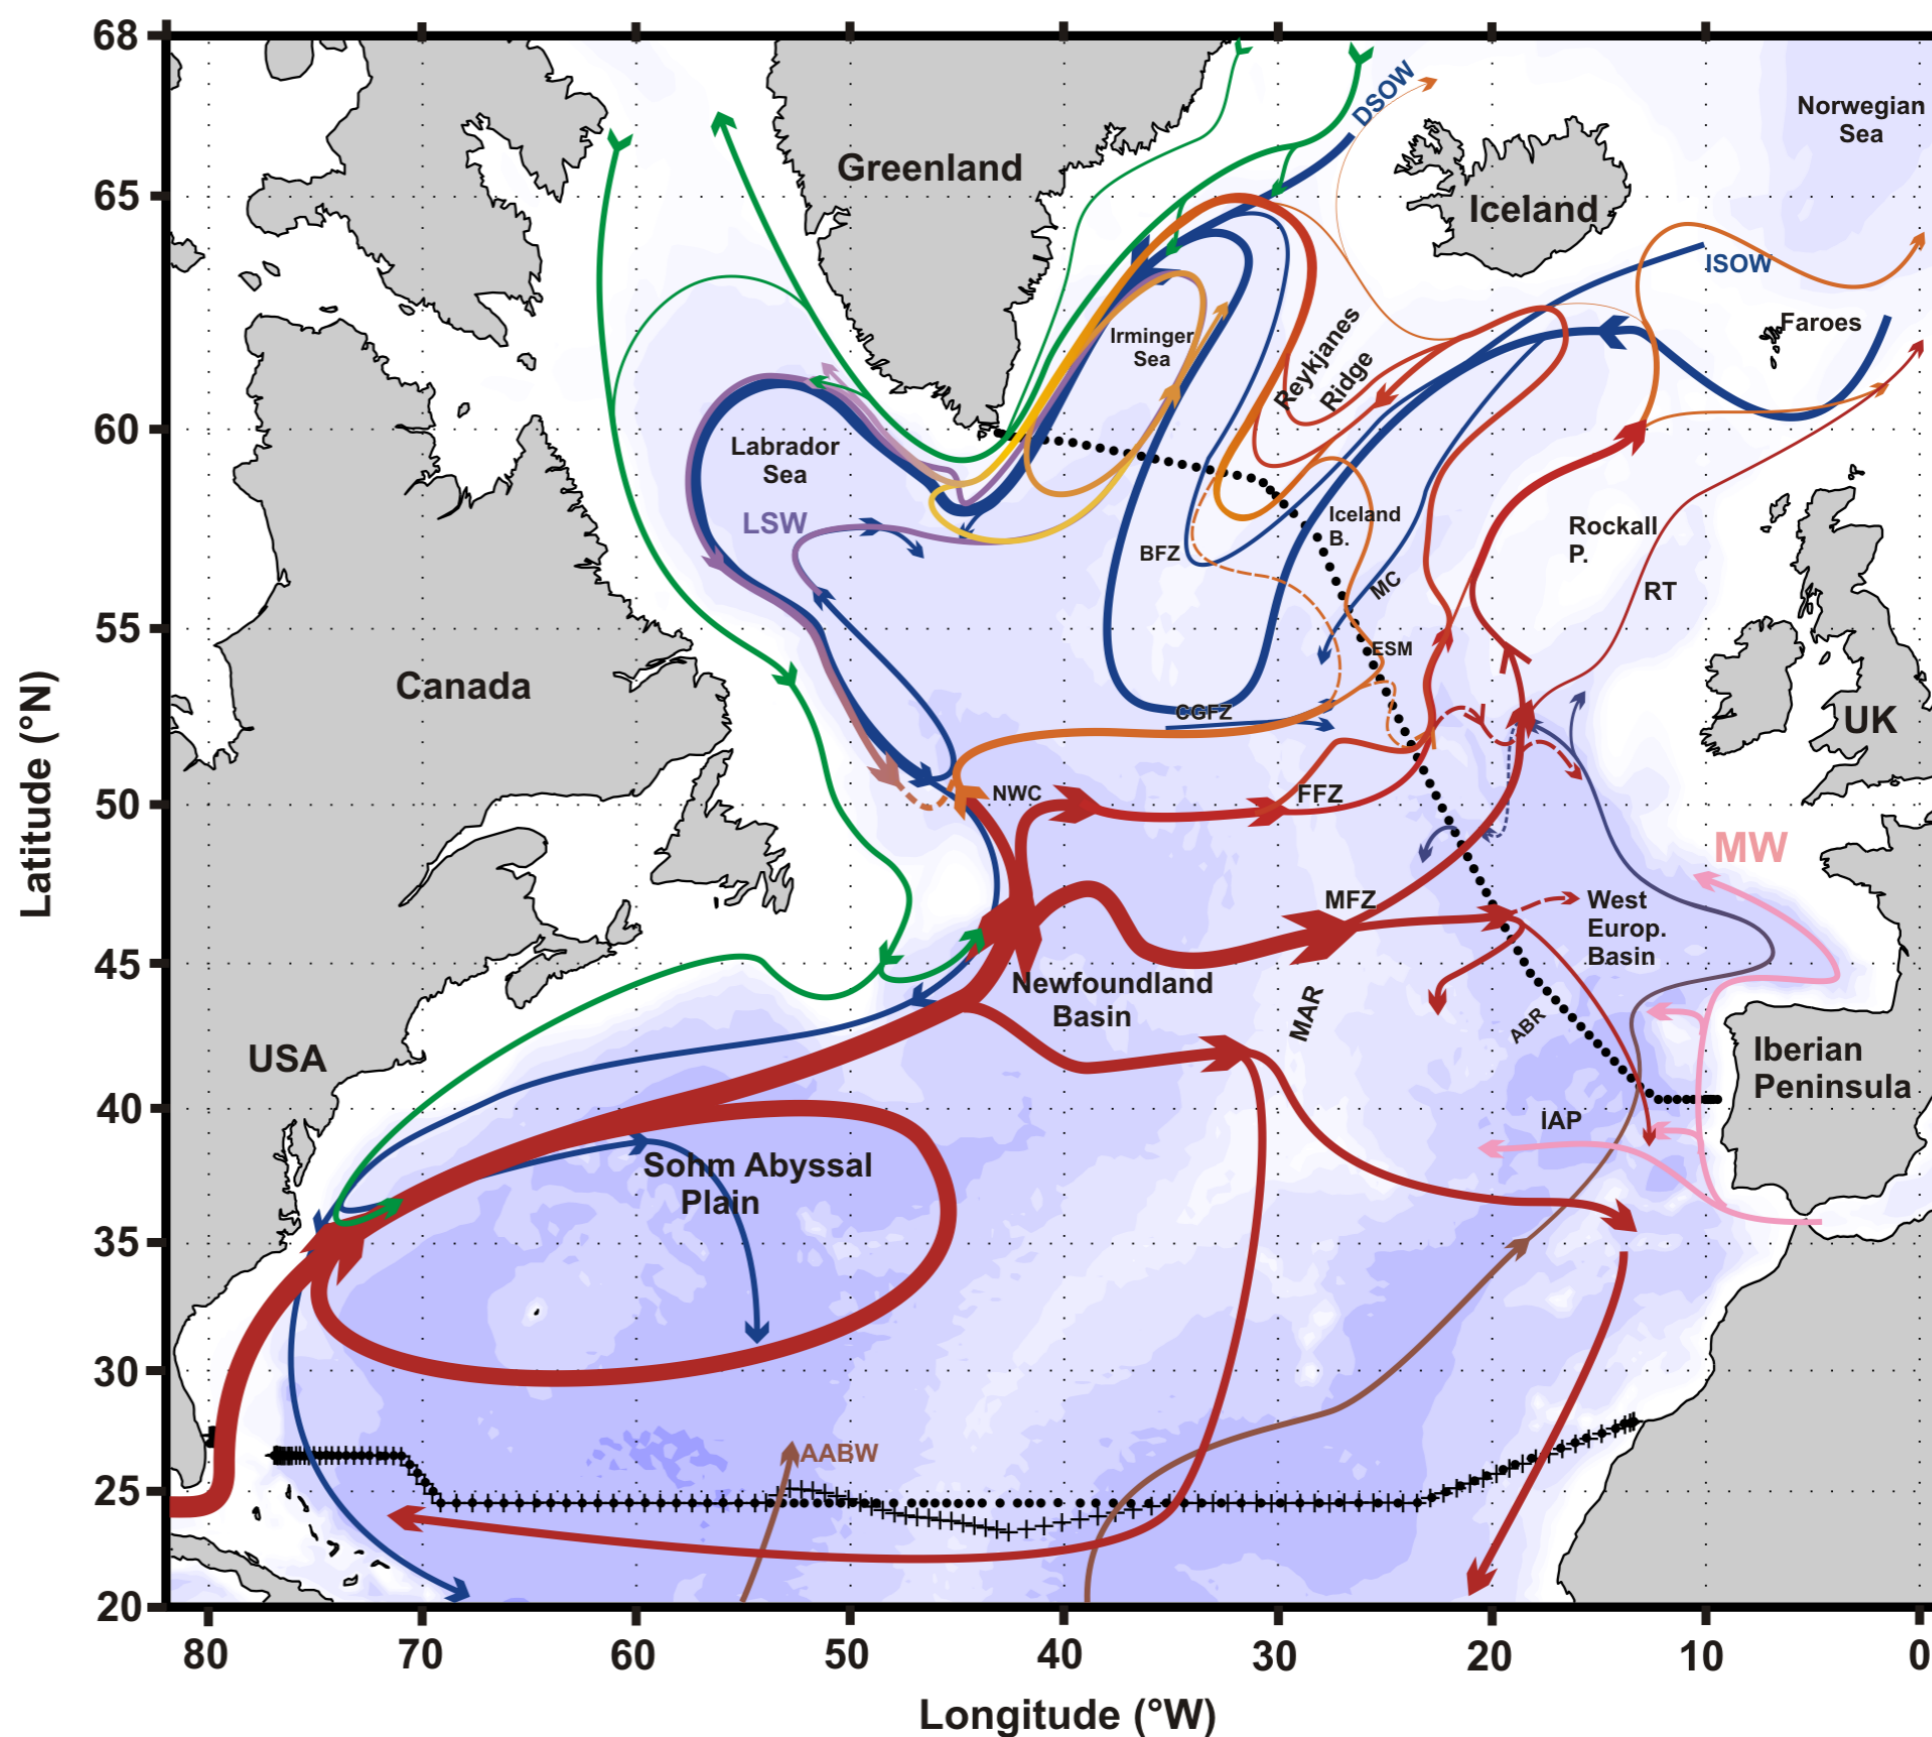 68
65
60
55
50
45
40
35
30
25
20
Latitude (°N)
80
70
60
50
40
30
20
10
0
Longitude (°W)
Greenland
DSOW
Norwegian
Sea
Iceland
ISOW
Faroes
Irminger
Sea
Reykjanes
Ridge
Labrador
Sea
LSW
Iceland
B.
BFZ
MC
Rockall
P.
RT
ESM
Canada
CGFZ
UK
NWC
FFZ
MW
MFZ
West
Europ.
Basin
Newfoundland
Basin
MAR
ABR
USA
Iberian
Peninsula
IAP
Sohm Abyssal
Plain
AABW